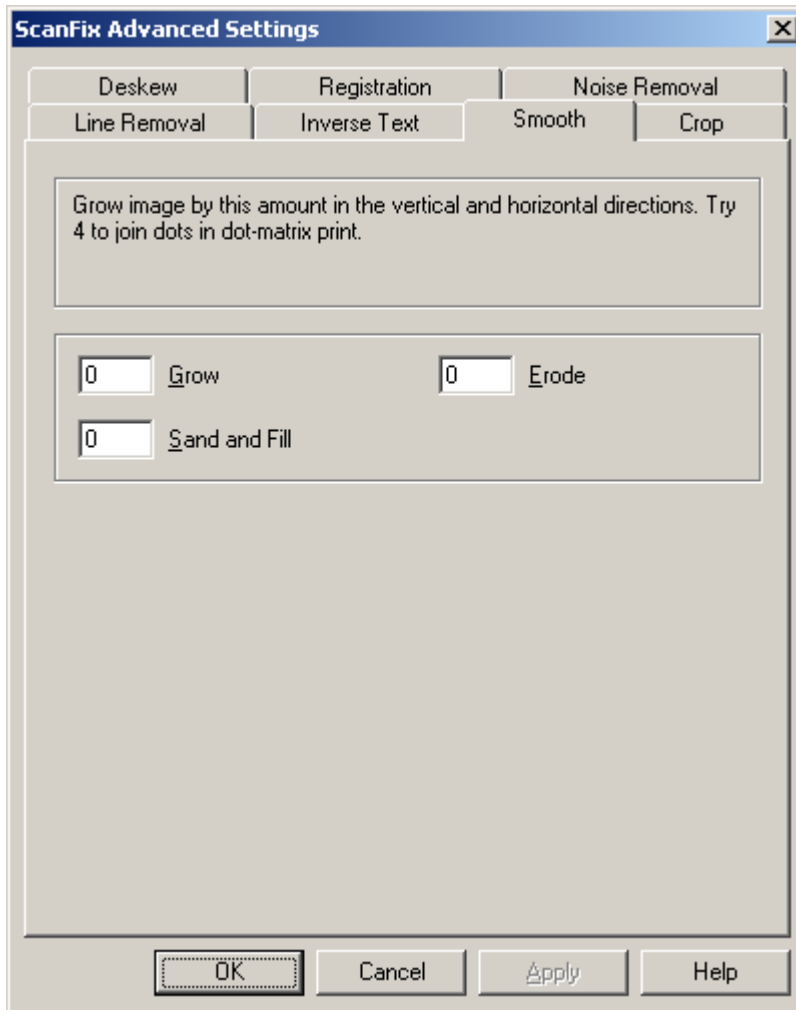 ScanFix Advanced Settings
Deskew Registration Noise Removal
Line Removal Inverse Text Smooth Crop
Grow image by this amount in the vertical and horizontal directions. Try
4 to join dots in dot-matrix print.
0 Grow 0 Erode
0 Sand and Fill
OK Cancel Apply Help